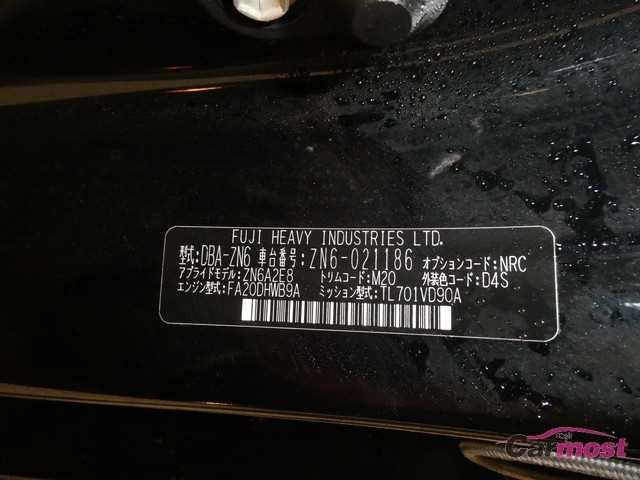 FUJI HEAVY INDUSTRIES LTD.
型式:DBA-ZN6 車台番号:ZN6-021186 オプションコード:NRC
アプライドモデル:ZN6A2E8 トリムコード:M20 外装色コード:D4S
エンジン型式:FA20DHWB9A ミッション型式:TL701VD90A
Carmost